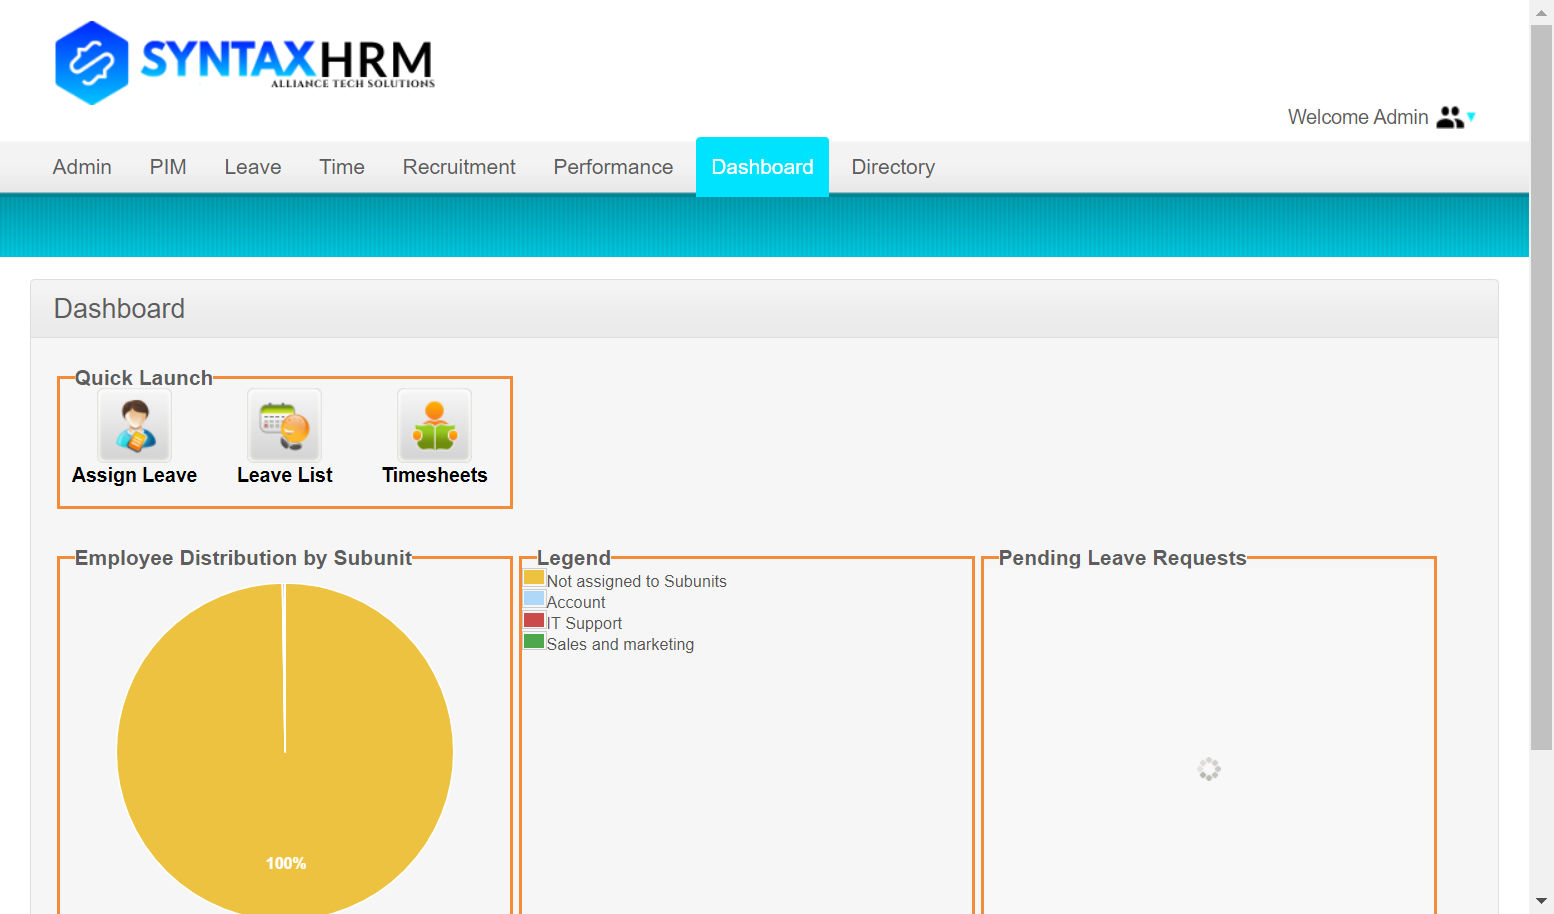 SYNTAXHRM
ALLIANCE TECH SOLUTIONS
Welcome Admin
Admin PIM Leave Time Recruitment Performance Dashboard Directory
Dashboard
Quick Launch
Assign Leave Leave List Timesheets
Employee Distribution by Subunit
100%
Legend
Not assigned to Subunits
Account
IT Support
Sales and marketing
Pending Leave Requests